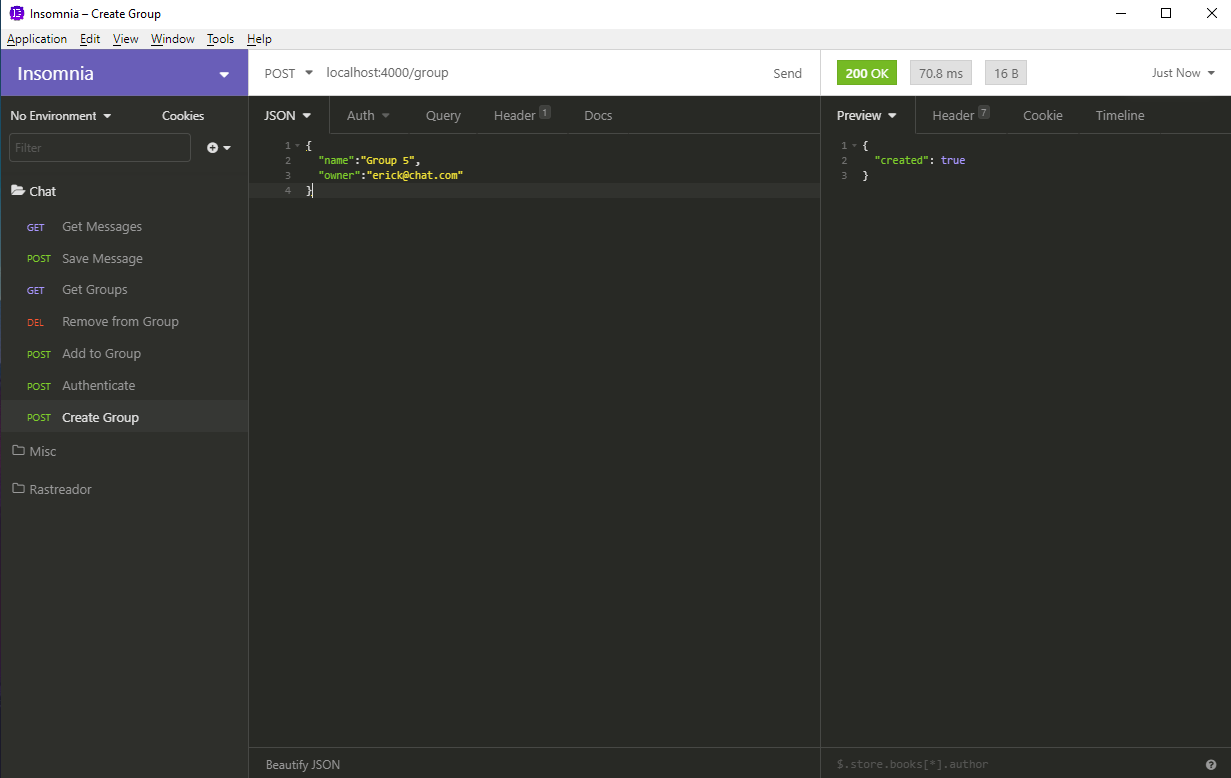 Insomnia – Create Group
Application Edit View Window Tools Help
Insomnia
POST localhost:4000/group Send
200 OK 70.8 ms 16 B Just Now
No Environment Cookies
JSON Auth Query Header 1 Docs
Preview Header 7 Cookie Timeline
Filter
1 {
2 "name":"Group 5",
3 "owner":"erick@chat.com"
4 }
1 {
2 "created": true
3 }
Chat
GET Get Messages
POST Save Message
GET Get Groups
DEL Remove from Group
POST Add to Group
POST Authenticate
POST Create Group
Misc
Rastreador
Beautify JSON
$.store.books[*].author